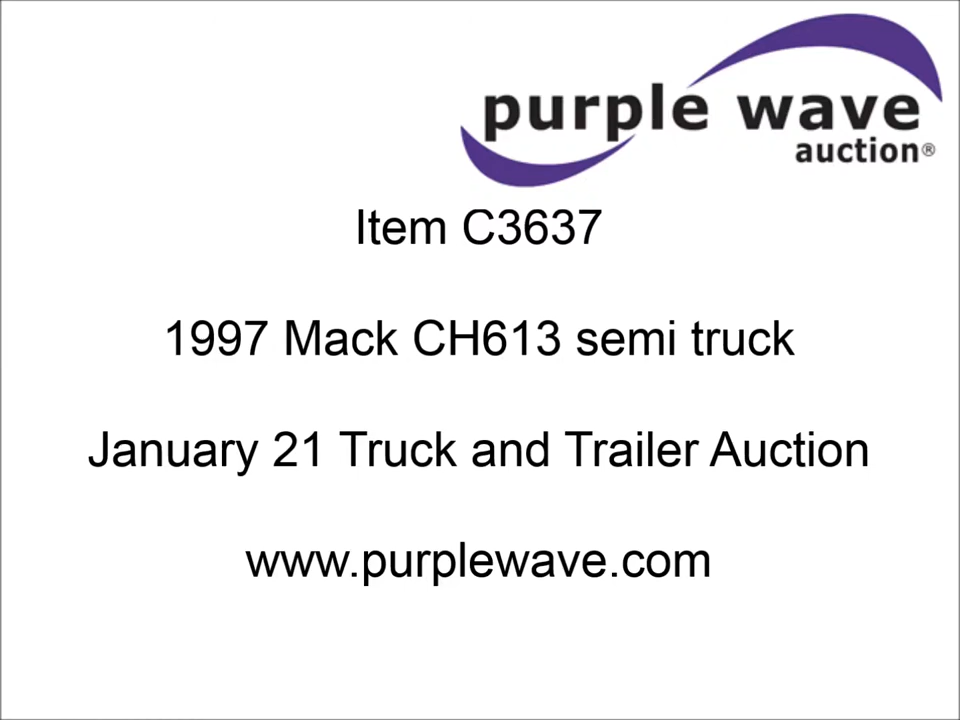 purple wave
auction®
Item C3637
1997 Mack CH613 semi truck
January 21 Truck and Trailer Auction
www.purplewave.com